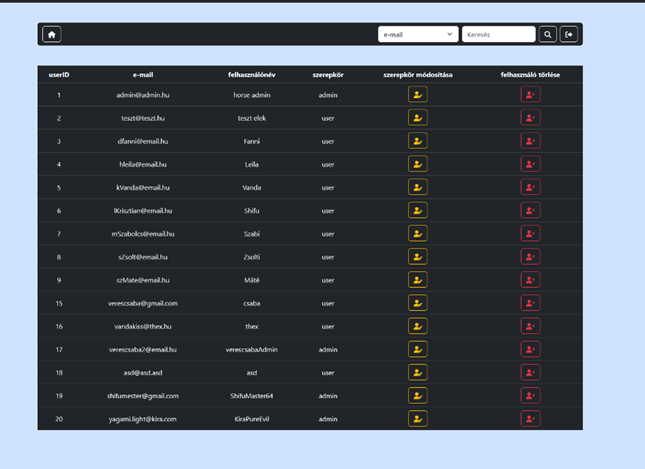 e-mail Keresés
userID e-mail felhasználónév szerepkör szerepkör módosítása felhasználó törlése
1 admin@admin.hu horse admin admin
2 teszt@teszt.hu teszt elek user
3 dfanni@email.hu Fanni user
4 hleila@email.hu Leila user
5 kVanda@email.hu Vanda user
6 lKrisztian@email.hu Shifu user
7 mSzabolcs@email.hu Szabi user
8 sZsolt@email.hu Zsolti user
9 szMate@email.hu Máté user
15 verescsaba@gmail.com csaba user
16 vandakiss@thex.hu thex user
17 verescsaba2@email.hu verescsabaAdmin admin
18 asd@asd.asd asd user
19 shifumester@gmail.com ShifuMaster64 admin
20 yagami.light@kira.com KiraPureEvil admin